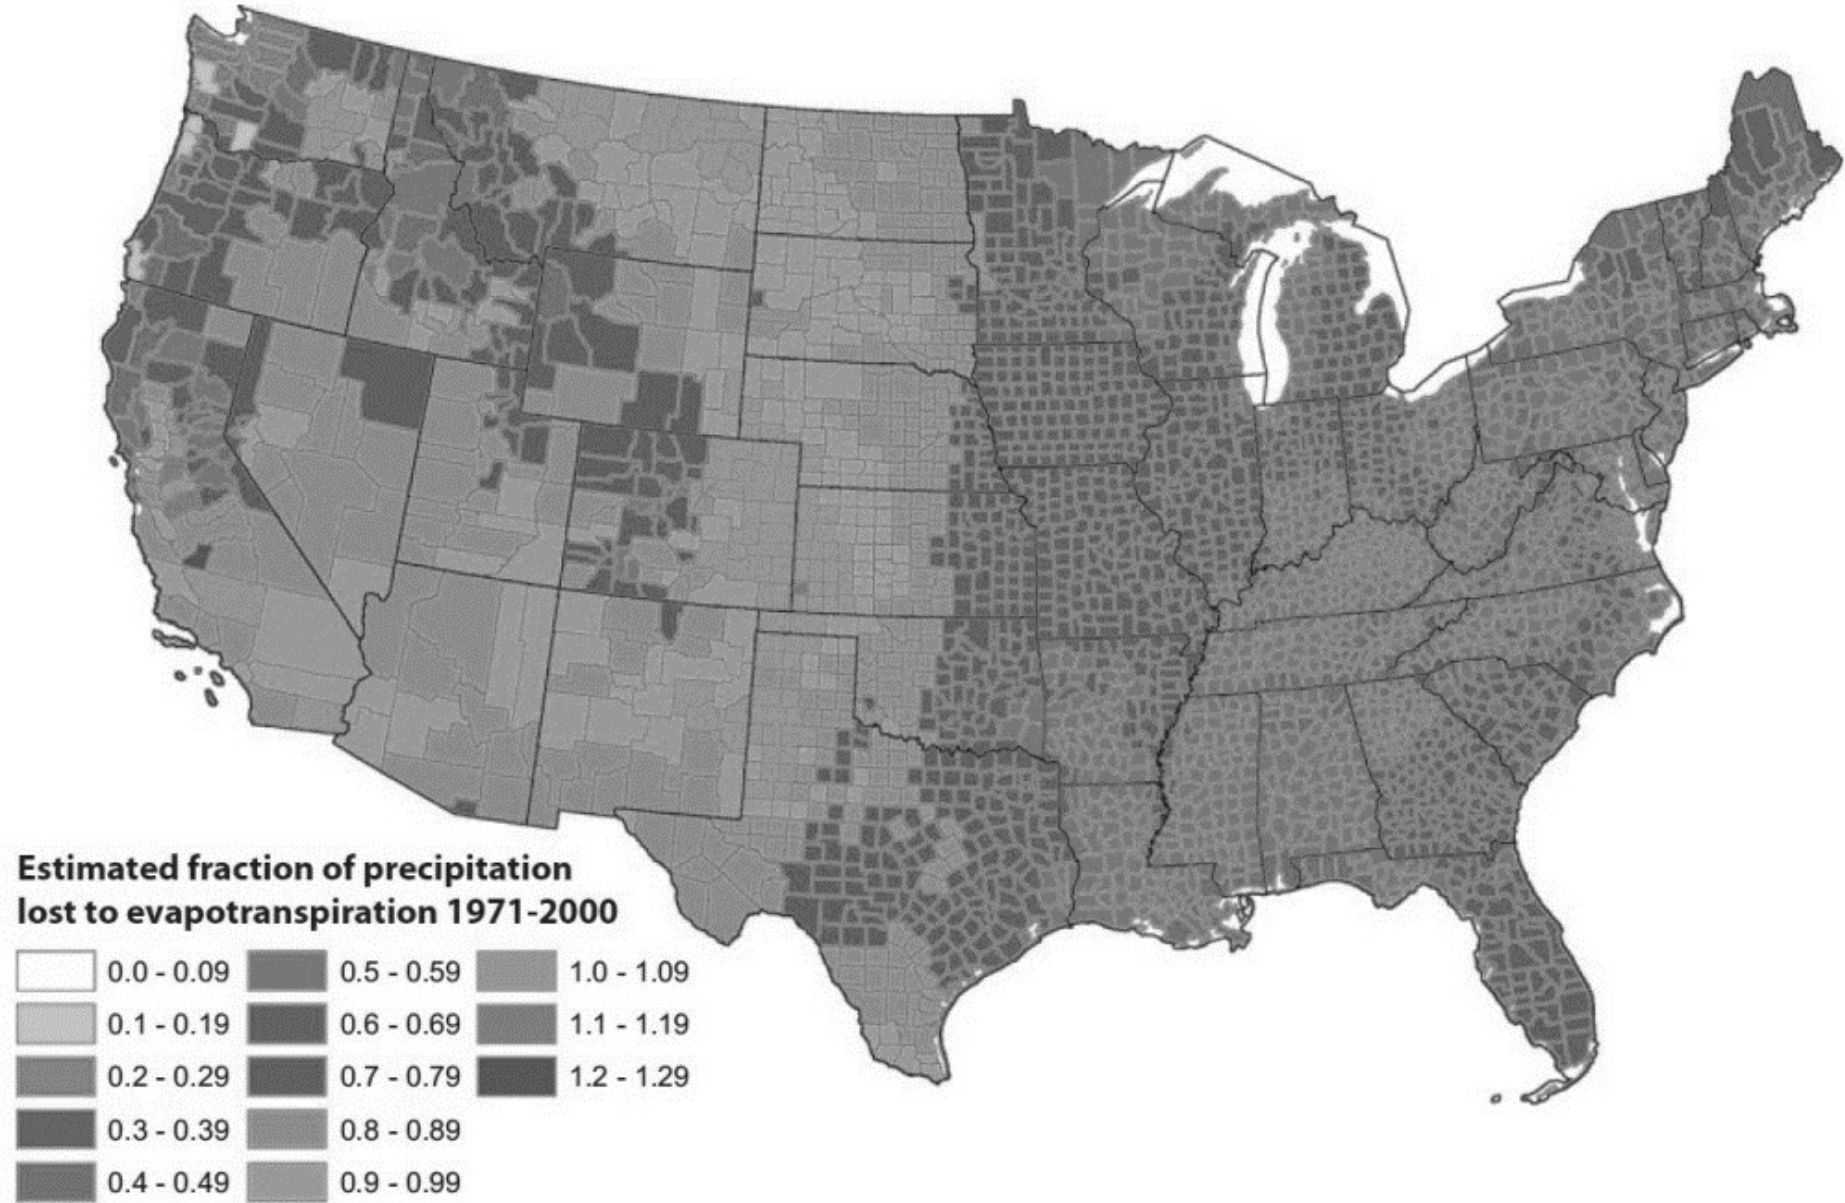 Estimated fraction of precipitation
lost to evapotranspiration 1971-2000
0.0 - 0.09
0.1 - 0.19
0.2 - 0.29
0.3 - 0.39
0.4 - 0.49
0.5 - 0.59
0.6 - 0.69
0.7 - 0.79
0.8 - 0.89
0.9 - 0.99
1.0 - 1.09
1.1 - 1.19
1.2 - 1.29